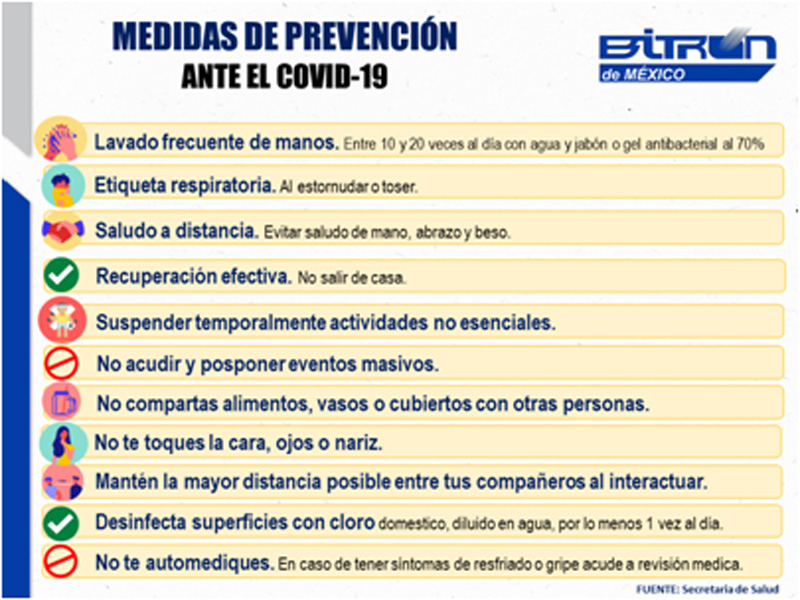 MEDIDAS DE PREVENCIÓN
ANTE EL COVID-19
BITRON
de MÉXICO
Lavado frecuente de manos. Entre 10 y 20 veces al día con agua y jabón o gel antibacterial al 70%
Etiqueta respiratoria. Al estornudar o toser.
Saludo a distancia. Evitar saludo de mano, abrazo y beso.
Recuperación efectiva. No salir de casa.
Suspender temporalmente actividades no esenciales.
No acudir y posponer eventos masivos.
No compartas alimentos, vasos o cubiertos con otras personas.
No te toques la cara, ojos o nariz.
Mantén la mayor distancia posible entre tus compañeros al interactuar.
Desinfecta superficies con cloro domestico, diluido en agua, por lo menos 1 vez al día.
No te automediques. En caso de tener síntomas de resfriado o gripe acude a revisión medica.
FUENTE: Secretaria de Salud